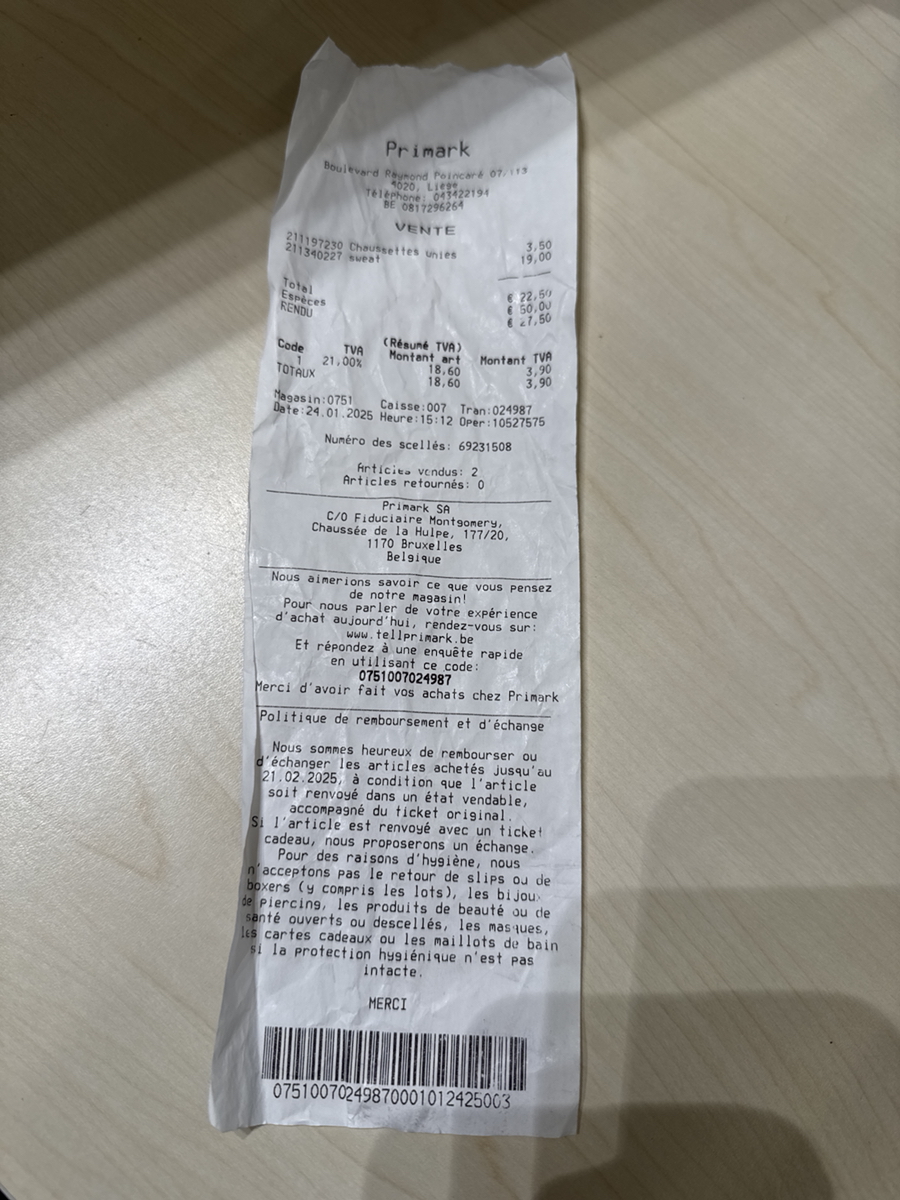 Primark
Boulevard Raymond Poincaré
4020, Liège
Téléphone: 043422194
BE 0817296264
VENTE
211197230 Chaussettes unies 3,50
211340227 sweat 19,00
Total € 22,50
Espèces € 50,00
RENDU € 27,50
(Résumé TVA)
Code TVA Montant art Montant TVA
1 21,00% 18,60 3,90
TOTAUX 18,60 3,90
Magasin:0751 Caisse:007 Tran:024987
Date:24.01.2025 Heure:15:12 Oper:10527575
Numéro des scellés: 69231508
Articles vendus: 2
Articles retournés: 0
Primark SA
C/O Fiduciaire Montgomery,
Chaussée de la Hulpe, 177/20,
1170 Bruxelles
Belgique
Nous aimerions savoir ce que vous pensez
de notre magasin!
Pour nous parler de votre expérience
d'achat aujourd'hui, rendez-vous sur:
www.tellprimark.be
Et répondez à une enquête rapide
en utilisant ce code:
0751007024987
Merci d'avoir fait vos achats chez Primark
Politique de remboursement et d'échange
Nous sommes heureux de rembourser ou
d'échanger les articles achetés jusqu'au
21.02.2025, à condition que l'article
soit renvoyé dans un état vendable,
accompagné du ticket original.
Si l'article est renvoyé avec un ticket
cadeau, nous proposerons un échange.
Pour des raisons d'hygiène, nous
n'acceptons pas le retour de slips ou de
boxers (y compris les lots), les bijoux
de piercing, les produits de beauté ou de
santé ouverts ou descellés, les masques,
les cartes cadeaux ou les maillots de bain
si la protection hygiénique n'est pas
intacte.
MERCI
07510070249870001012425003